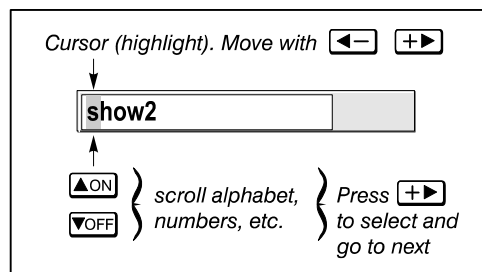 Cursor (highlight). Move with ◄− +►
show2
▲ON
▼OFF
scroll alphabet,
numbers, etc.
Press +►
to select and
go to next